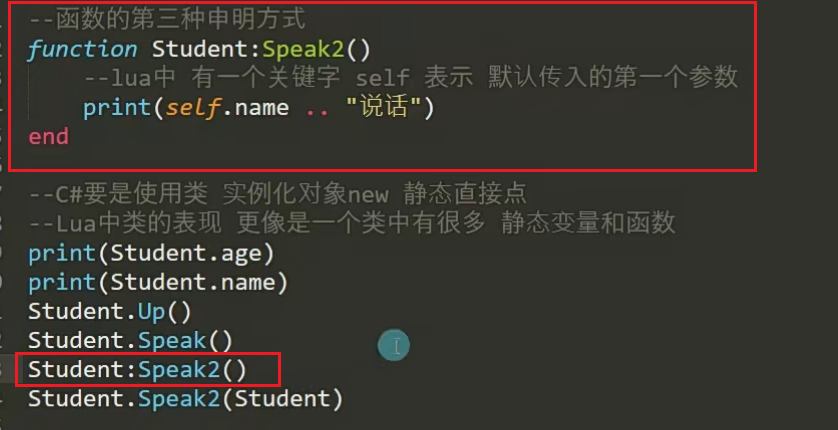 --函数的第三种申明方式
function Student:Speak2()
--lua中 有一个关键字 self 表示 默认传入的第一个参数
print(self.name .. "说话")
end
--C#要是使用类 实例化对象new 静态直接点
--Lua中类的表现 更像是一个类中有很多 静态变量和函数
print(Student.age)
print(Student.name)
Student.Up()
Student.Speak()
Student:Speak2()
Student.Speak2(Student)